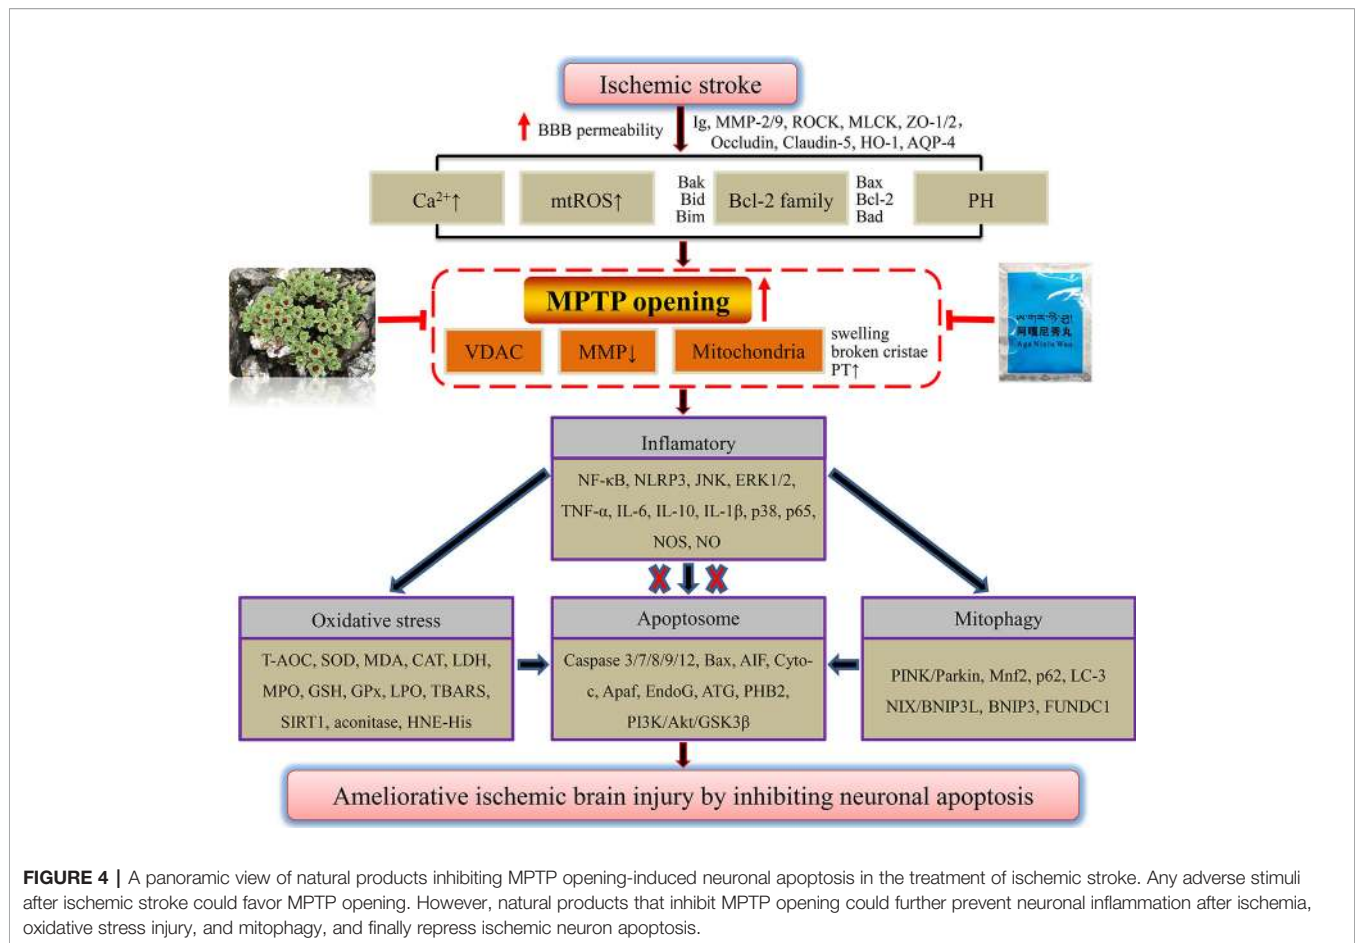 Ischemic stroke
BBB permeability
Ig, MMP-2/9, ROCK, MLCK, ZO-1/2,
Occludin, Claudin-5, HO-1, AQP-4
Ca²⁺↑
mtROS↑
Bak
Bid
Bim
Bcl-2 family
Bax
Bcl-2
Bad
PH
MPTP opening
VDAC
MMP↓
Mitochondria
swelling
broken cristae
PT↑
阿嘎尼秀丸
Inflamatory
NF-κB, NLRP3, JNK, ERK1/2,
TNF-α, IL-6, IL-10, IL-1β, p38, p65,
NOS, NO
Oxidative stress
T-AOC, SOD, MDA, CAT, LDH,
MPO, GSH, GPx, LPO, TBARS,
SIRT1, aconitase, HNE-His
Apoptosome
Caspase 3/7/8/9/12, Bax, AIF, Cyto-
c, Apaf, EndoG, ATG, PHB2,
PI3K/Akt/GSK3β
Mitophagy
PINK/Parkin, Mnf2, p62, LC-3
NIX/BNIP3L, BNIP3, FUNDC1
Ameliorative ischemic brain injury by inhibiting neuronal apoptosis
FIGURE 4 | A panoramic view of natural products inhibiting MPTP opening-induced neuronal apoptosis in the treatment of ischemic stroke. Any adverse stimuli
after ischemic stroke could favor MPTP opening. However, natural products that inhibit MPTP opening could further prevent neuronal inflammation after ischemia,
oxidative stress injury, and mitophagy, and finally repress ischemic neuron apoptosis.